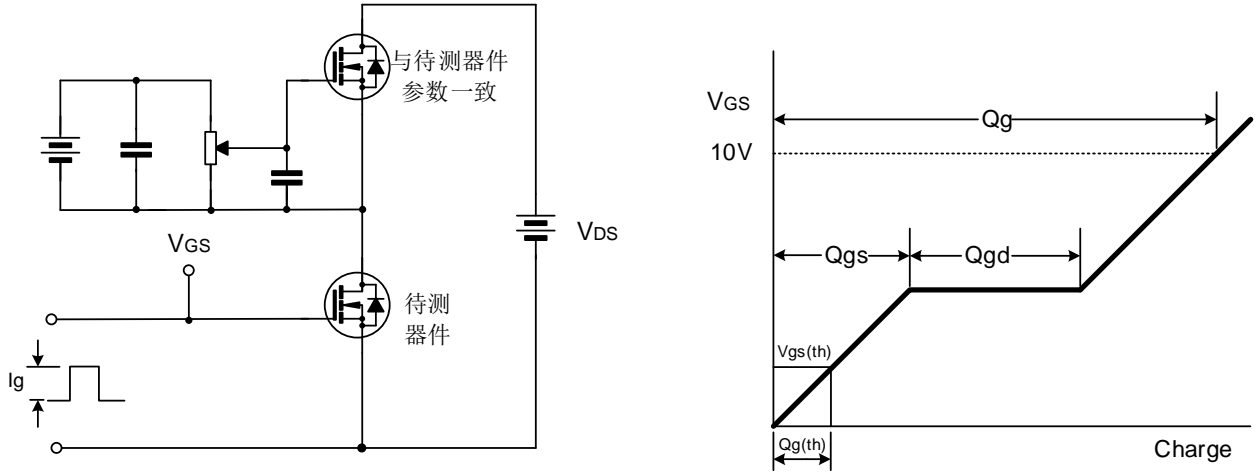 与待测器件
参数一致
VGS
VDS
待测
器件
Ig
VGS
Qg
10V
Qgs
Qgd
Vgs(th)
Qg(th)
Charge